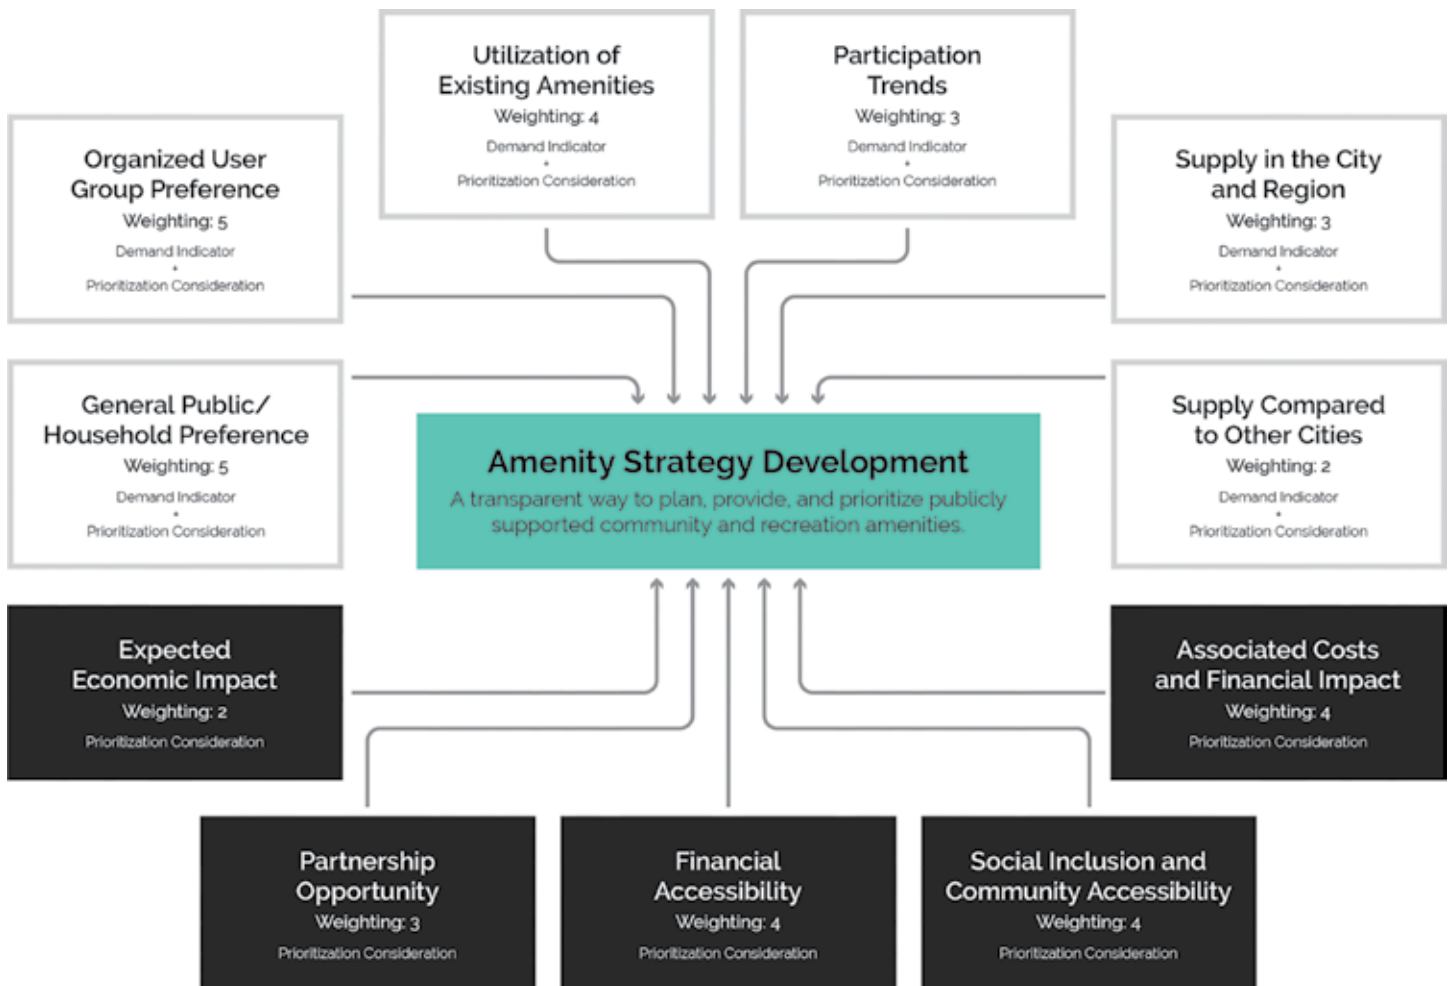 Utilization of
Existing Amenities
Weighting: 4
Demand Indicator
+
Prioritization Consideration
Participation
Trends
Weighting: 3
Demand Indicator
+
Prioritization Consideration
Organized User
Group Preference
Weighting: 5
Demand Indicator
+
Prioritization Consideration
Supply in the City
and Region
Weighting: 3
Demand Indicator
+
Prioritization Consideration
General Public/
Household Preference
Weighting: 5
Demand Indicator
+
Prioritization Consideration
Amenity Strategy Development
A transparent way to plan, provide, and prioritize publicly
supported community and recreation amenities.
Supply Compared
to Other Cities
Weighting: 2
Demand Indicator
+
Prioritization Consideration
Expected
Economic Impact
Weighting: 2
Prioritization Consideration
Associated Costs
and Financial Impact
Weighting: 4
Prioritization Consideration
Partnership
Opportunity
Weighting: 3
Prioritization Consideration
Financial
Accessibility
Weighting: 4
Prioritization Consideration
Social Inclusion and
Community Accessibility
Weighting: 4
Prioritization Consideration